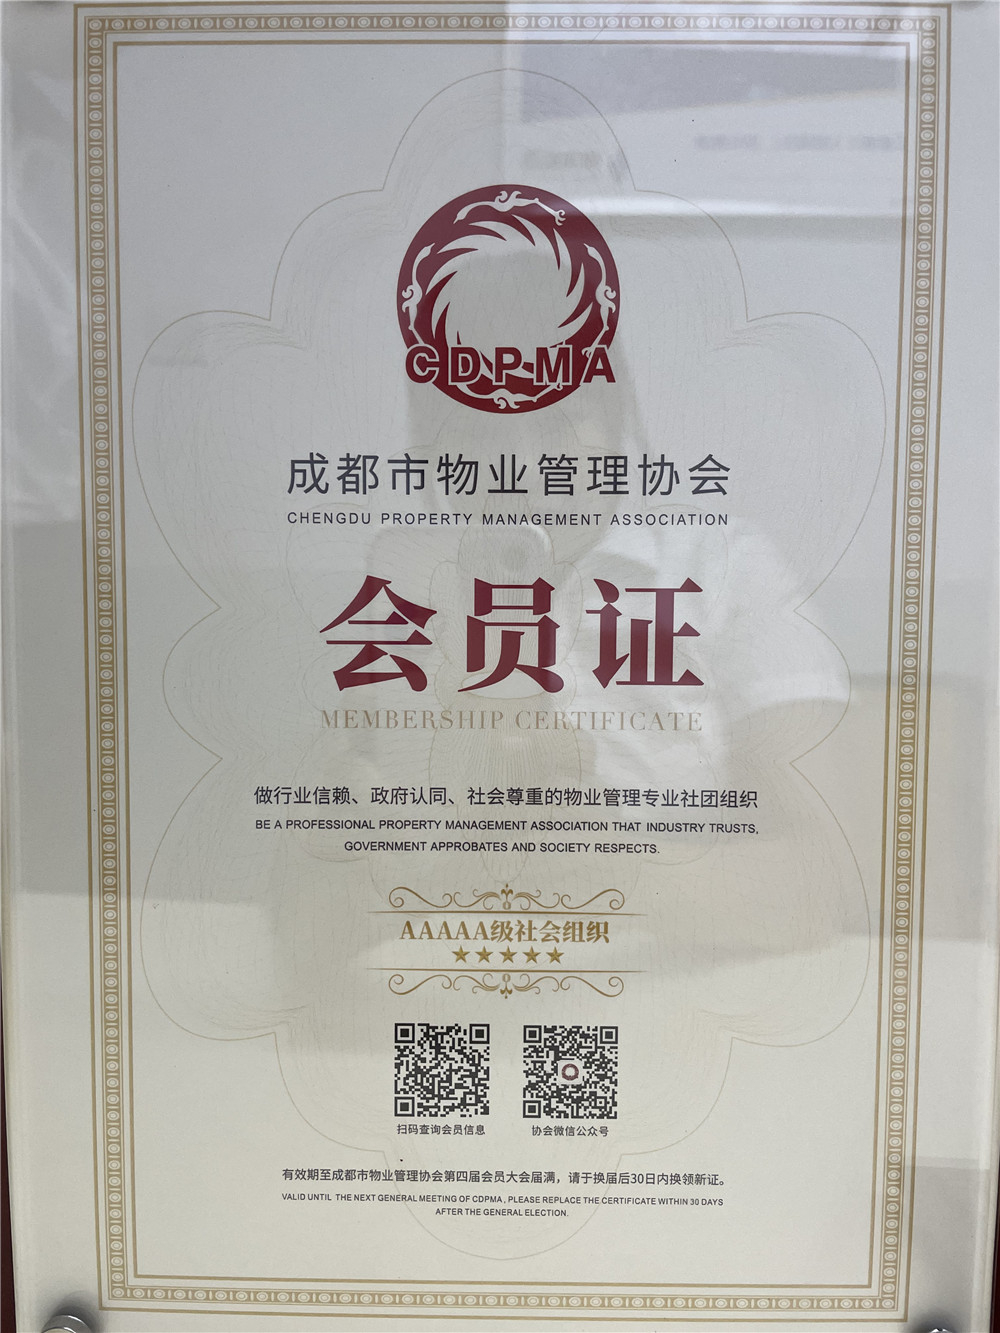 CDPMA
成都市物业管理协会
CHENGDU PROPERTY MANAGEMENT ASSOCIATION
会员证
MEMBERSHIP CERTIFICATE
做行业信赖、政府认同、社会尊重的物业管理专业社团组织
BE A PROFESSIONAL PROPERTY MANAGEMENT ASSOCIATION THAT INDUSTRY TRUSTS,
GOVERNMENT APPROBATES AND SOCIETY RESPECTS.
AAAAA级社会组织
扫码查询会员信息
协会微信公众号
有效期至成都市物业管理协会第四届会员大会届满，请于换届后30日内换领新证。
VALID UNTIL THE NEXT GENERAL MEETING OF CDPMA, PLEASE REPLACE THE CERTIFICATE WITHIN 30 DAYS
AFTER THE GENERAL ELECTION.